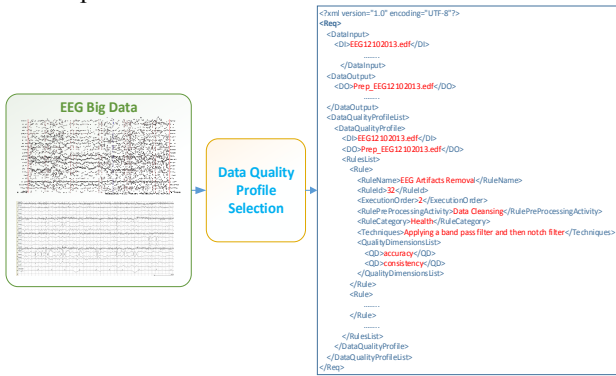 EEG Big Data
Data Quality
Profile
Selection
<?xml version="1.0" encoding="UTF-8"?>
<Req>
<DataInput>
<DI>EEG12102013.edf</DI>
........
</DataInput>
<DataOutput>
<DO>Prep_EEG12102013.edf</DO>
........
</DataOutput>
<DataQualityProfileList>
<DataQualityProfile>
<DI>EEG12102013.edf</DI>
<DO>Prep_EEG12102013.edf</DO>
<RulesList>
<Rule>
<RuleName>EEG Artifacts Removal</RuleName>
<RuleId>32</RuleId>
<ExecutionOrder>2</ExecutionOrder>
<RulePreProcessingActivity>Data Cleansing</RulePreProcessingActivity>
<RuleCategory>Health</RuleCategory>
<Techniques>Applying a band pass filter and then notch filter</Techniques>
<QualityDimensionsList>
<QD>accuracy</QD>
<QD>consistency</QD>
</QualityDimensionsList>
</Rule>
<Rule>
........
</Rule>
........
</RulesList>
</DataQualityProfile>
</DataQualityProfileList>
</Req>